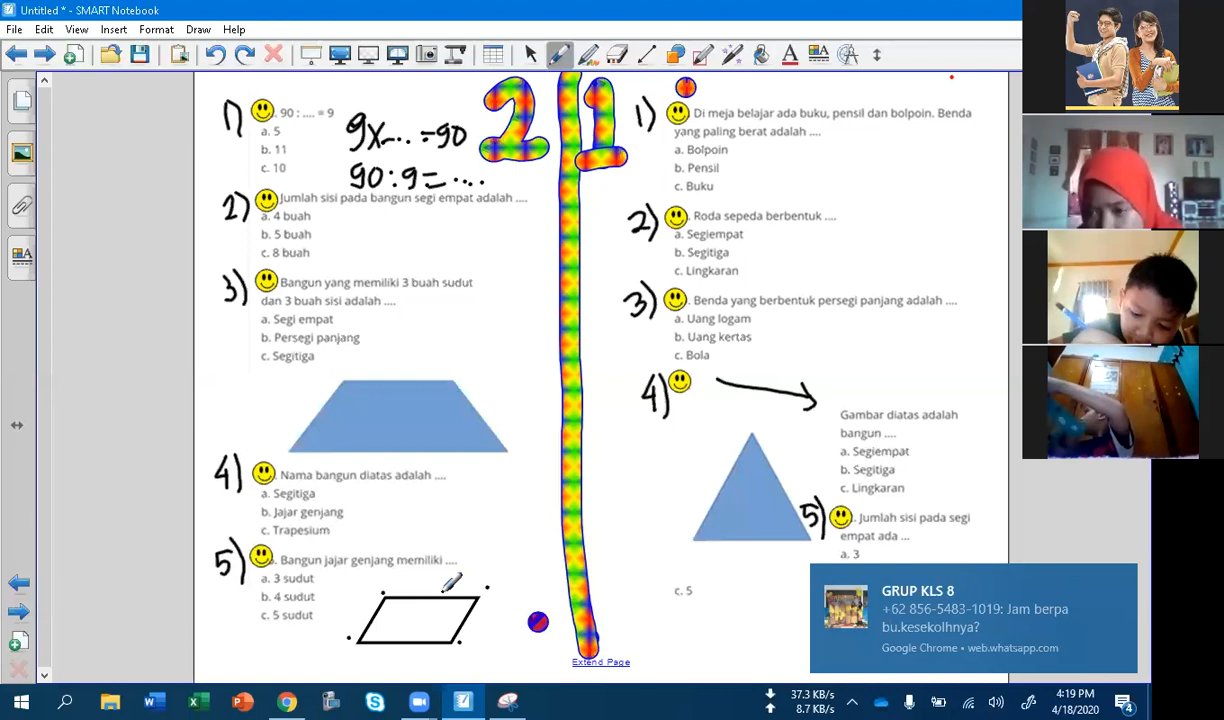 Untitled * - SMART Notebook
File Edit View Insert Format Draw Help
21
1)
90 : .... = 9
a. 5
b. 11
c. 10
9x.... =90
90:9=....
2)
Jumlah sisi pada bangun segi empat adalah ....
a. 4 buah
b. 5 buah
c. 8 buah
3)
Bangun yang memiliki 3 buah sudut
dan 3 buah sisi adalah ....
a. Segi empat
b. Persegi panjang
c. Segitiga
4)
Nama bangun diatas adalah ....
a. Segitiga
b. Jajar genjang
c. Trapesium
5)
. Bangun jajar genjang memiliki ....
a. 3 sudut
b. 4 sudut
c. 5 sudut
1)
. Di meja belajar ada buku, pensil dan bolpoin. Benda
yang paling berat adalah ....
a. Bolpoin
b. Pensil
c. Buku
2)
. Roda sepeda berbentuk ....
a. Segiempat
b. Segitiga
c. Lingkaran
3)
. Benda yang berbentuk persegi panjang adalah ....
a. Uang logam
b. Uang kertas
c. Bola
4)
Gambar diatas adalah
bangun ....
a. Segiempat
b. Segitiga
c. Lingkaran
5)
. Jumlah sisi pada segi
empat ada ...
a. 3
c. 5
Extend Page
GRUP KLS 8
+62 856-5483-1019: Jam berpa
bu.kesekolhnya?
Google Chrome • web.whatsapp.com
37.3 KB/s
8.7 KB/s
4:19 PM
4/18/2020
4